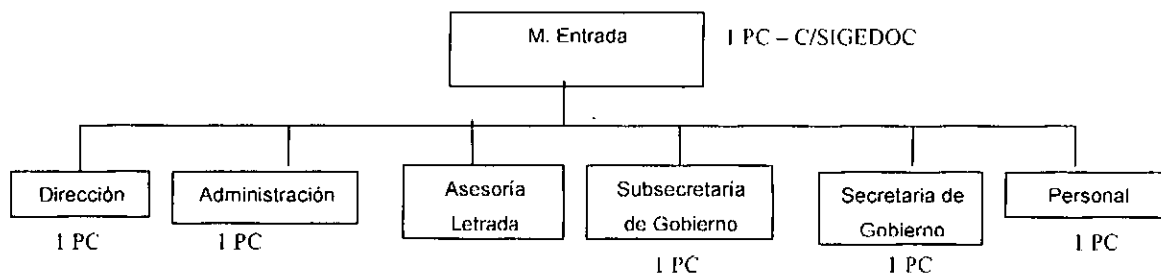 M. Entrada
1 PC – C/SIGEDOC
Dirección
1 PC
Administración
1 PC
Asesoría
Letrada
Subsecretaría
de Gobierno
1 PC
Secretaria de
Gobierno
1 PC
Personal
1 PC